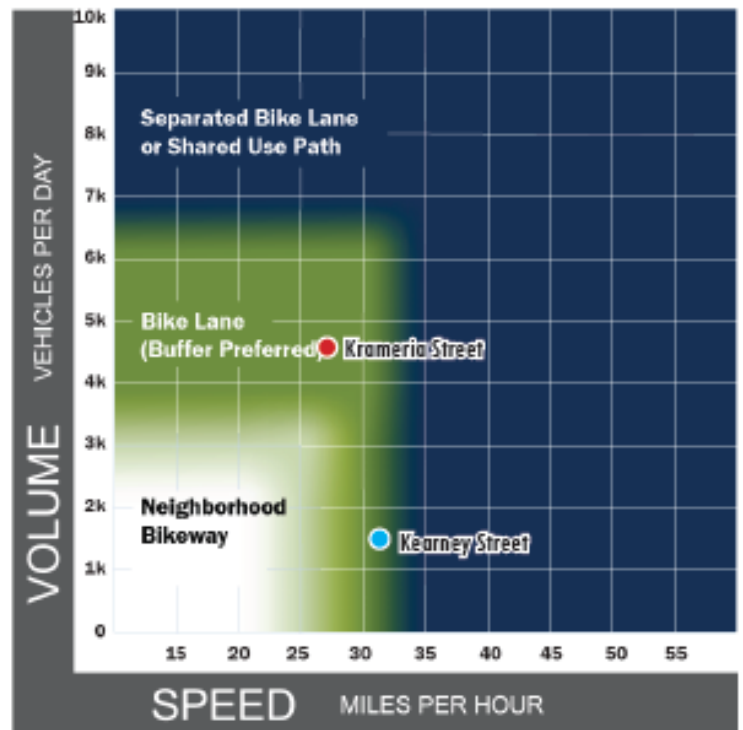 10k
9k
Separated Bike Lane
8k
or Shared Use Path
7k
6k
Bike Lane
5k
(Buffer Preferred)
Krameria Street
4k
3k
Neighborhood
2k
Bikeway
Kearney Street
1k
0
15 20 25 30 35 40 45 50 55
VOLUME VEHICLES PER DAY
SPEED MILES PER HOUR